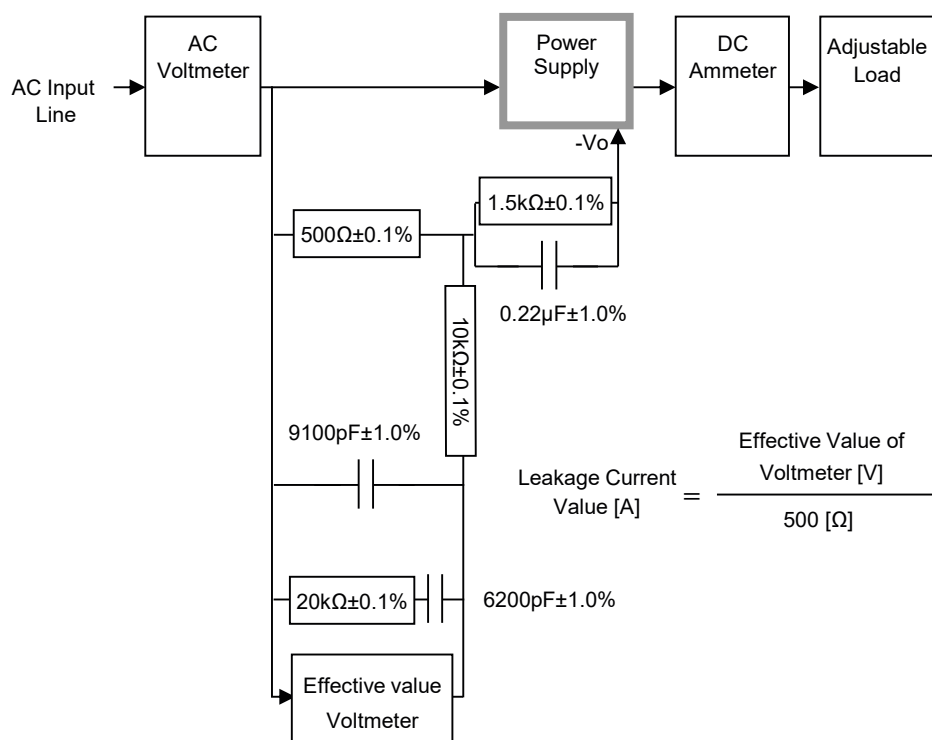 AC
Voltmeter
Power
Supply
DC
Ammeter
Adjustable
Load
AC Input
Line
-Vo
1.5kΩ±0.1%
500Ω±0.1%
0.22µF±1.0%
10kΩ±0.1%
9100pF±1.0%
Leakage Current
Value [A]
=
Effective Value of
Voltmeter [V]
500 [Ω]
20kΩ±0.1%
6200pF±1.0%
Effective value
Voltmeter